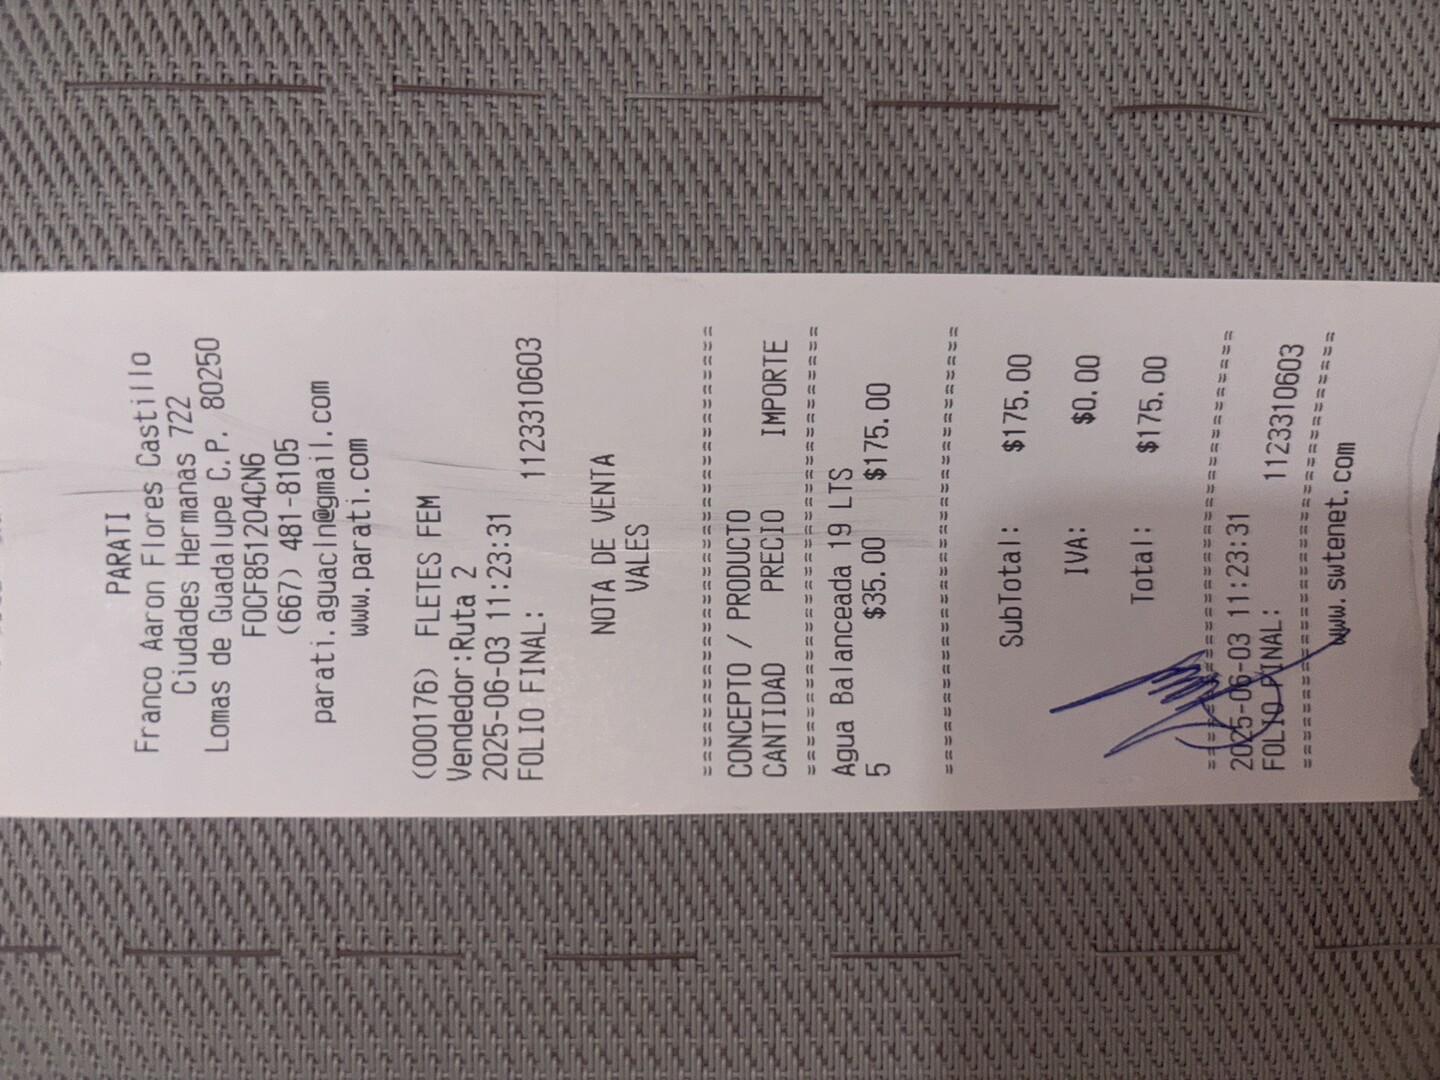 PARATI
Franco Aaron Flores Castillo
Ciudades Hermanas 722
Lomas de Guadalupe C.P. 80250
FOCF851204CN6
(667) 481-8105
parati.aguacln@gmail.com
www.parati.com
(000176) FLETES FEM
Vendedor:Ruta 2
2025-06-03 11:23:31
FOLIO FINAL: 1123310603
NOTA DE VENTA
VALES
================================
CONCEPTO / PRODUCTO
CANTIDAD PRECIO IMPORTE
================================
Agua Balanceada 19 LTS
5 $35.00 $175.00
================================
SubTotal: $175.00
IVA: $0.00
Total: $175.00
================================
2025-06-03 11:23:31
FOLIO FINAL: 1123310603
================================
www.swtenet.com